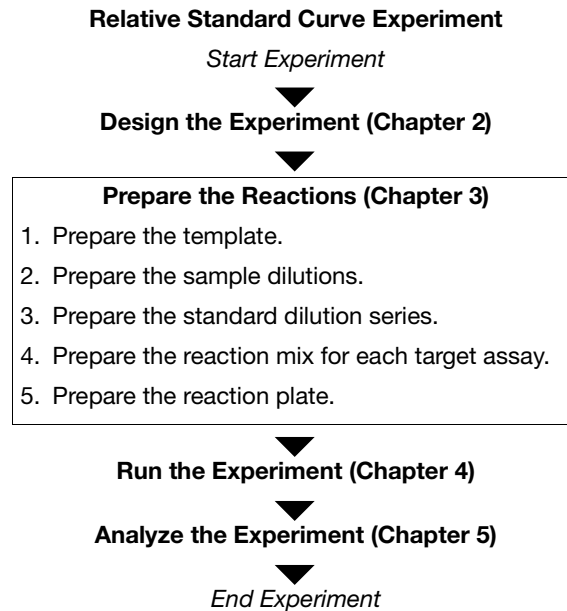 Relative Standard Curve Experiment
Start Experiment
Design the Experiment (Chapter 2)
Prepare the Reactions (Chapter 3)
1. Prepare the template.
2. Prepare the sample dilutions.
3. Prepare the standard dilution series.
4. Prepare the reaction mix for each target assay.
5. Prepare the reaction plate.
Run the Experiment (Chapter 4)
Analyze the Experiment (Chapter 5)
End Experiment